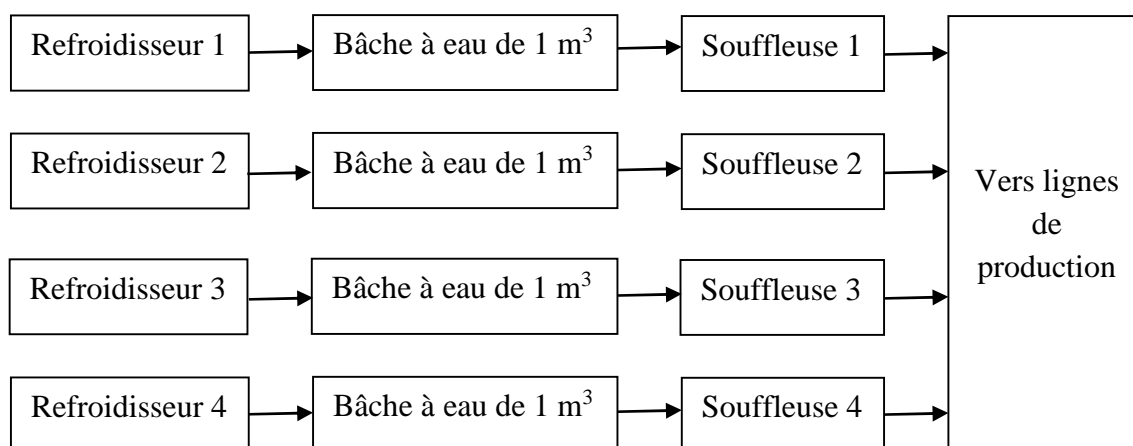 Refroidisseur 1
Bâche à eau de 1 m³
Souffleuse 1
Refroidisseur 2
Bâche à eau de 1 m³
Souffleuse 2
Refroidisseur 3
Bâche à eau de 1 m³
Souffleuse 3
Refroidisseur 4
Bâche à eau de 1 m³
Souffleuse 4
Vers lignes
de
production